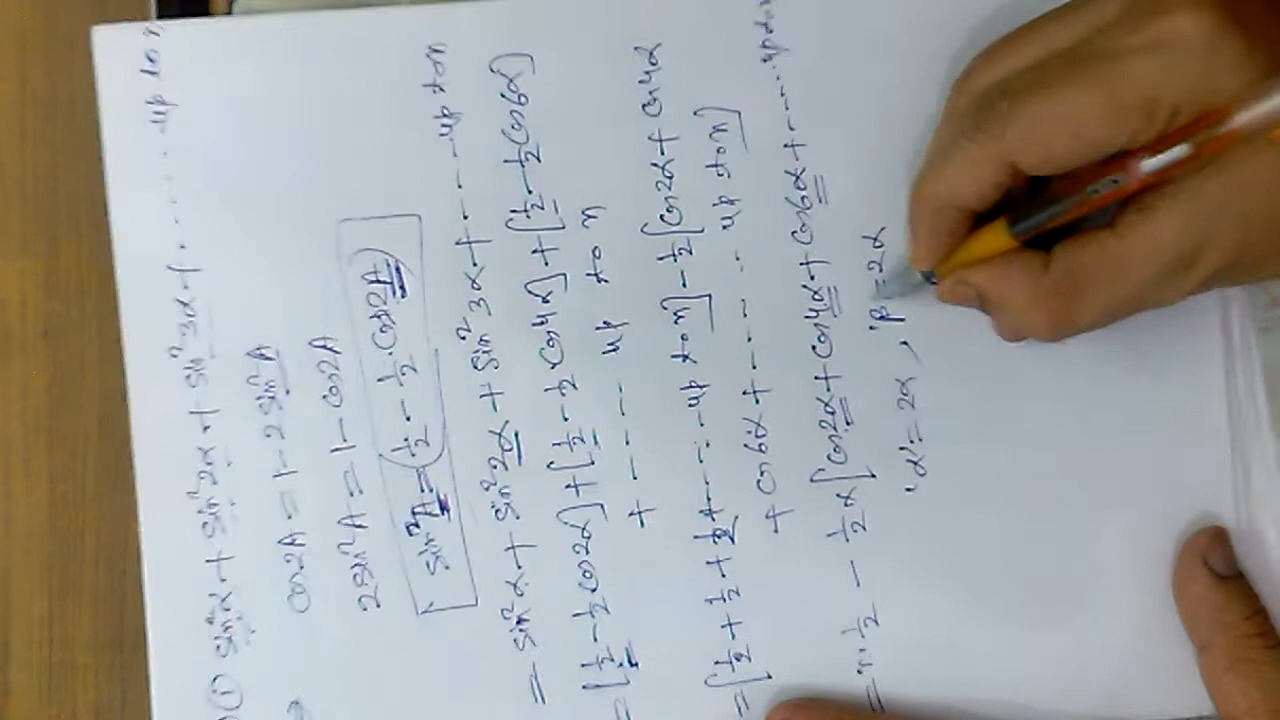 ① sin²α + sin²2α + sin²3α + ...... up to n
⇒ cos2A = 1 - 2sin²A
2sin²A = 1 - cos2A
sin²A = (1/2 - 1/2·cos2A)
= sin²α + sin²2α + sin²3α + ---- up to n
= [1/2 - 1/2 cos2α] + [1/2 - 1/2 cos4α] + [1/2 - 1/2 cos6α]
+ ---- up to n
= [1/2 + 1/2 + 1/2 + ---- up to n] - 1/2 [cos2α + cos4α
+ cos6α + ---- up to n]
= n·1/2 - 1/2 × [cos2α + cos4α + cos6α + ---- up to
'α' = 2α, 'β' = 2α